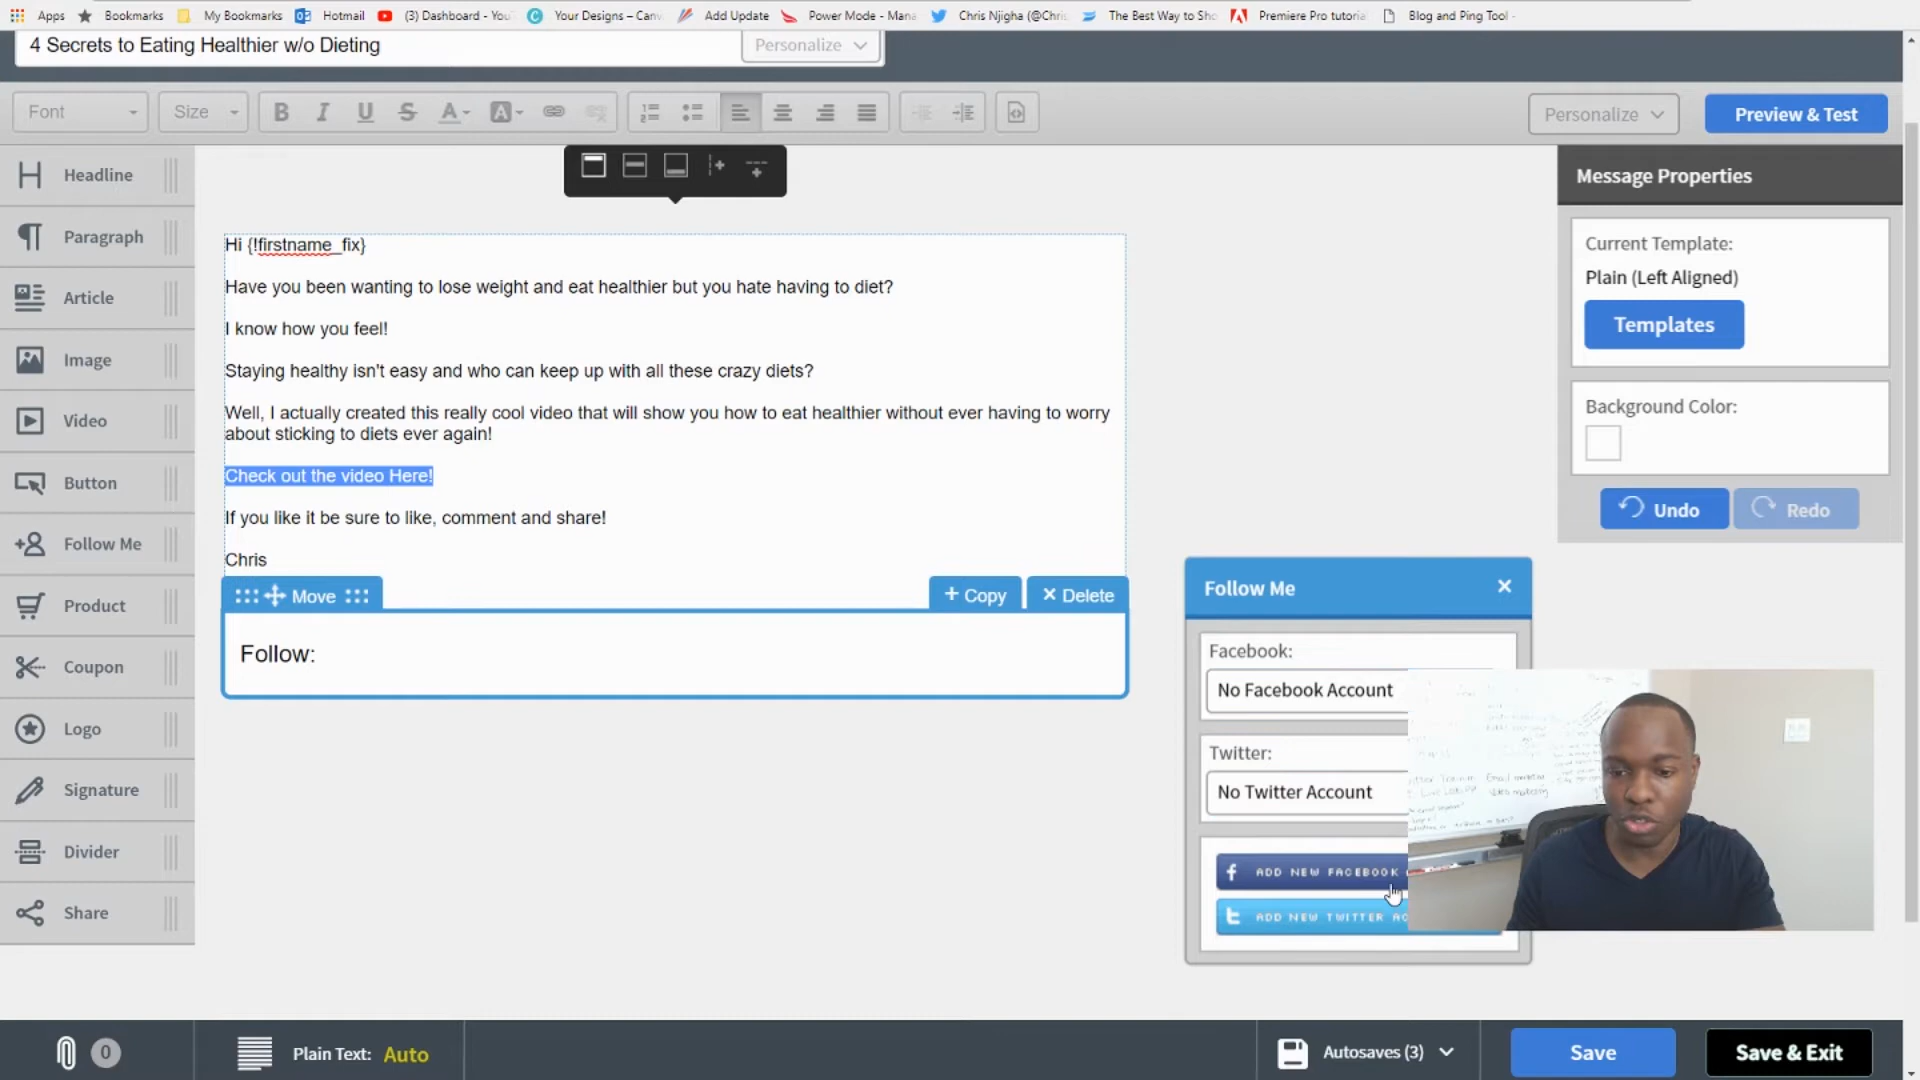 Apps
Bookmarks
My Bookmarks
Hotmail
(3) Dashboard - You
Your Designs – Canv
Add Update
Power Mode - Mana
Chris Njigha (@Chris
The Best Way to Sho
Premiere Pro tutoria
Blog and Ping Tool -
4 Secrets to Eating Healthier w/o Dieting
Personalize
Font
Size
B I U S A A
Personalize
Preview & Test
Headline
Paragraph
Article
Image
Video
Button
Follow Me
Product
Coupon
Logo
Signature
Divider
Share
Hi {!firstname_fix}
Have you been wanting to lose weight and eat healthier but you hate having to diet?
I know how you feel!
Staying healthy isn't easy and who can keep up with all these crazy diets?
Well, I actually created this really cool video that will show you how to eat healthier without ever having to worry
about sticking to diets ever again!
Check out the video Here!
If you like it be sure to like, comment and share!
Chris
Move
+ Copy
× Delete
Follow:
Message Properties
Current Template:
Plain (Left Aligned)
Templates
Background Color:
Undo
Redo
Follow Me
Facebook:
No Facebook Account
Twitter:
No Twitter Account
ADD NEW FACEBOOK
ADD NEW TWITTER AC
Email marketing
Video marketing
0
Plain Text: Auto
Autosaves (3)
Save
Save & Exit